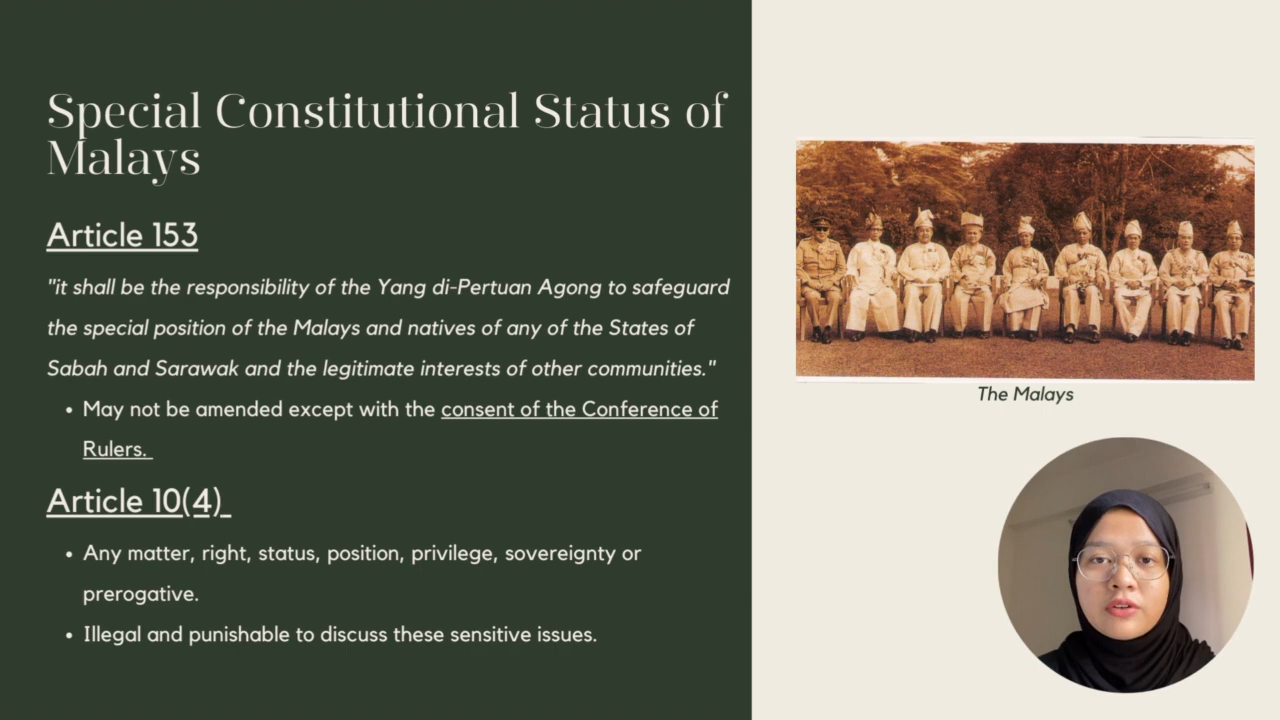 Special Constitutional Status of
Malays
Article 153
"it shall be the responsibility of the Yang di-Pertuan Agong to safeguard
the special position of the Malays and natives of any of the States of
Sabah and Sarawak and the legitimate interests of other communities."
• May not be amended except with the consent of the Conference of
Rulers.
Article 10(4)
• Any matter, right, status, position, privilege, sovereignty or
prerogative.
• Illegal and punishable to discuss these sensitive issues.
The Malays